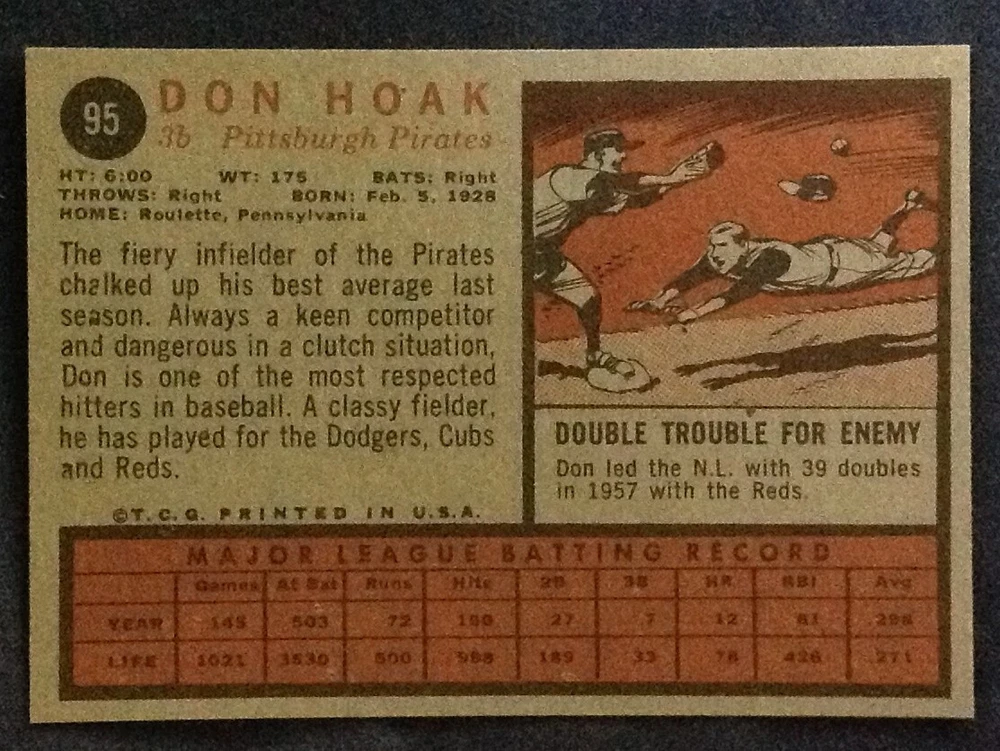 95
DON HOAK
3b Pittsburgh Pirates
HT: 6:00 WT: 175 BATS: Right
THROWS: Right BORN: Feb. 5, 1928
HOME: Roulette, Pennsylvania
The fiery infielder of the Pirates
chalked up his best average last
season. Always a keen competitor
and dangerous in a clutch situation,
Don is one of the most respected
hitters in baseball. A classy fielder,
he has played for the Dodgers, Cubs
and Reds.
©T.C.G. PRINTED IN U.S.A.
DOUBLE TROUBLE FOR ENEMY
Don led the N.L. with 39 doubles
in 1957 with the Reds.
MAJOR LEAGUE BATTING RECORD
Games At Bat Runs Hits 2B 3B HR RBI Avg
YEAR 145 503 72 150 27 7 12 61 298
LIFE 1021 3530 500 958 189 33 78 426 271